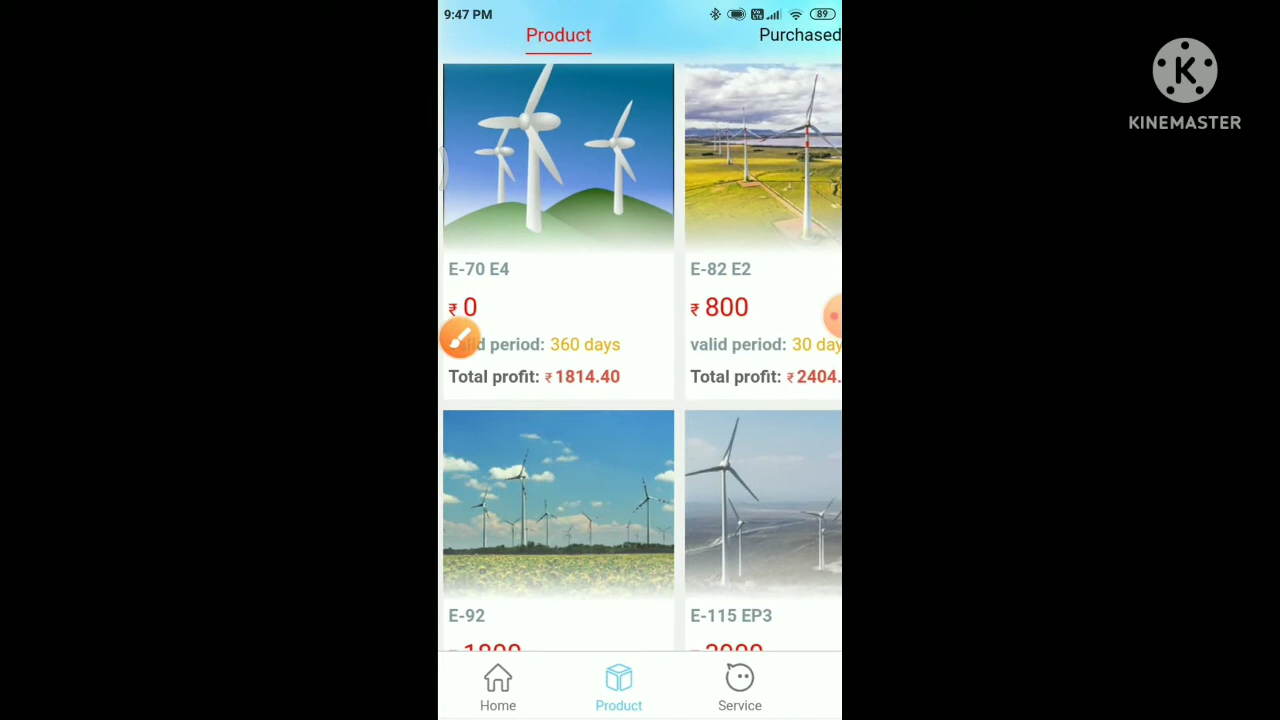 9:47 PM
89
Product
Purchased
KINEMASTER
E-70 E4
E-82 E2
₹ 0
₹ 800
period: 360 days
valid period: 30 day
Total profit: ₹ 1814.40
Total profit: ₹ 2404.
E-92
E-115 EP3
Home
Product
Service